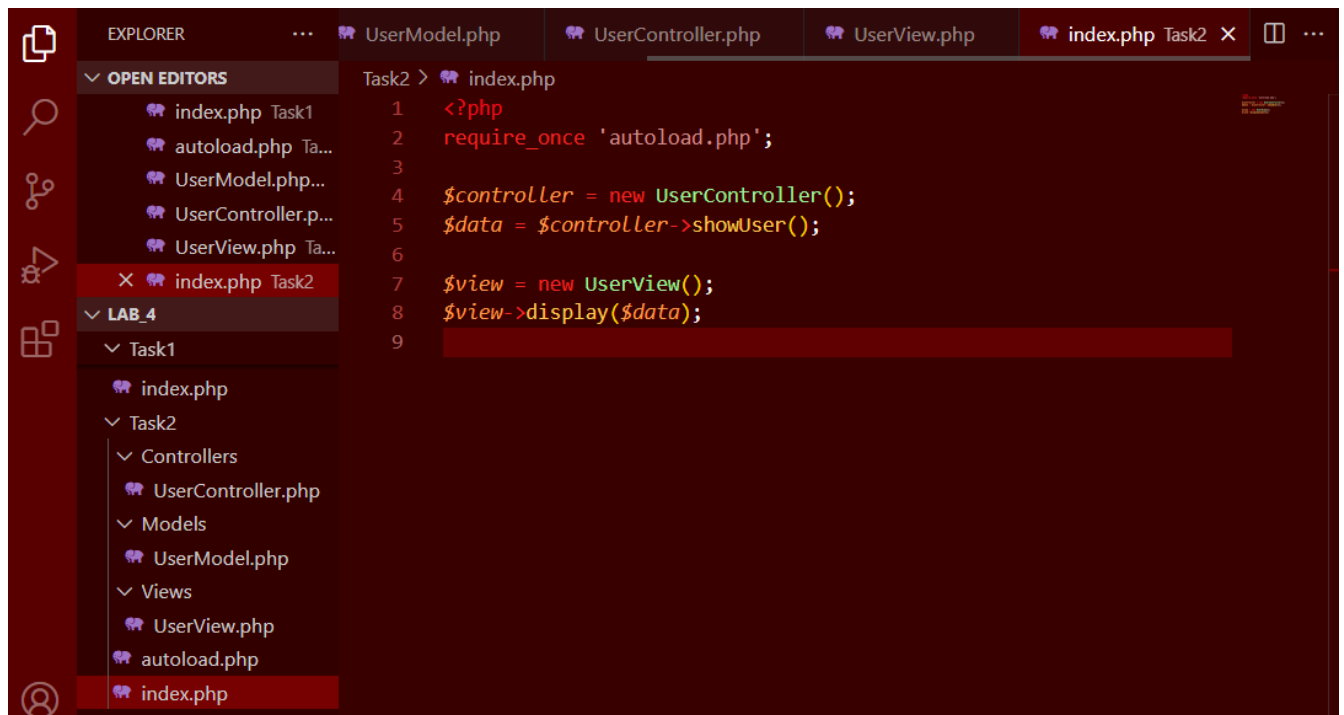 EXPLORER
UserModel.php
UserController.php
UserView.php
index.php Task2
OPEN EDITORS
index.php Task1
autoload.php Ta...
UserModel.php...
UserController.p...
UserView.php Ta...
index.php Task2
LAB_4
Task1
index.php
Task2
Controllers
UserController.php
Models
UserModel.php
Views
UserView.php
autoload.php
index.php
Task2 > index.php
1 <?php
2 require_once 'autoload.php';
3
4 $controller = new UserController();
5 $data = $controller->showUser();
6
7 $view = new UserView();
8 $view->display($data);
9